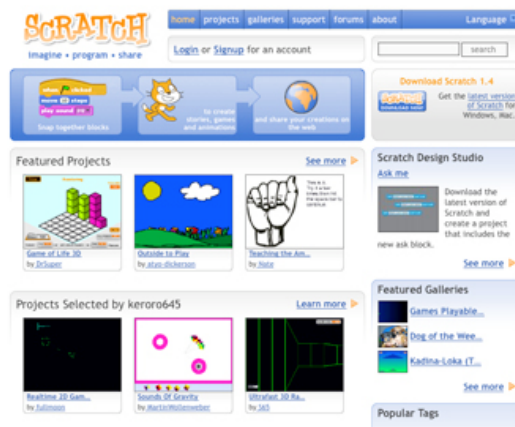 SCRATCH
imagine • program • share
home projects galleries support forums about Language
Login or Signup for an account
search
when clicked
move 10 steps
play sound
Snap together blocks
to create
stories, games
and animations
and share your creations on
the web
Download Scratch 1.4
Get the latest version
of Scratch for
Windows, Mac,
Featured Projects
See more
Game of Life 3D
by DrSuper
Outside to Play
by atus-dickerson
Teaching the Am...
by Nate
Scratch Design Studio
Ask me
Download the
latest version of
Scratch and
create a project
that includes the
new ask block.
See more
Projects Selected by keroro645
Learn more
Realtime 2D Gam...
by fullmoon
Sounds Of Gravity
by MartinWollenweber
Ultrafast 3D Ra...
by S65
Featured Galleries
Games Playable...
Dog of the Wee...
Kadina-Loka (T...
See more
Popular Tags